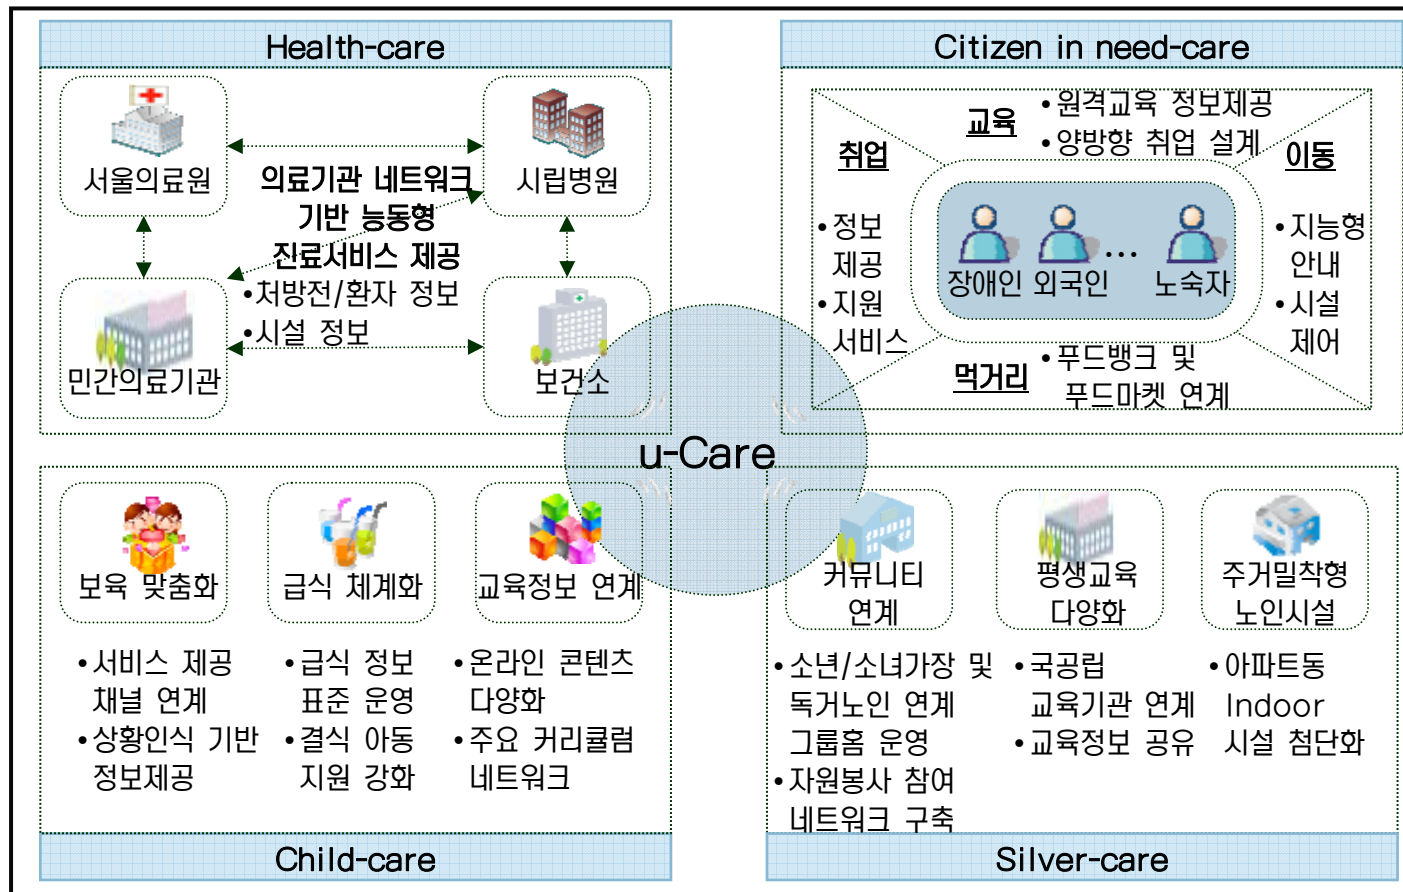 Health-care
서울의료원
시립병원
의료기관 네트워크
기반 능동형
진료서비스 제공
•처방전/환자 정보
•시설 정보
민간의료기관
보건소
Citizen in need-care
교육
•원격교육 정보제공
•양방향 취업 설계
취업
•정보
제공
•지원
서비스
이동
•지능형
안내
•시설
제어
장애인 외국인 ... 노숙자
먹거리
•푸드뱅크 및
푸드마켓 연계
u-Care
보육 맞춤화
•서비스 제공
채널 연계
•상황인식 기반
정보제공
급식 체계화
•급식 정보
표준 운영
•결식 아동
지원 강화
교육정보 연계
•온라인 콘텐츠
다양화
•주요 커리큘럼
네트워크
Child-care
커뮤니티
연계
•소년/소녀가장 및
독거노인 연계
그룹홈 운영
•자원봉사 참여
네트워크 구축
평생교육
다양화
•국공립
교육기관 연계
•교육정보 공유
주거밀착형
노인시설
•아파트동
Indoor
시설 첨단화
Silver-care